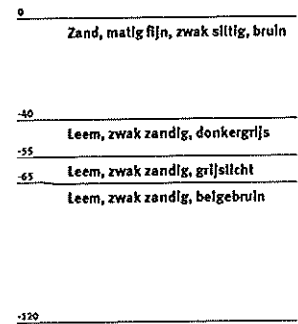 0
Zand, matig fijn, zwak siltig, bruin
-40
Leem, zwak zandig, donkergrijs
-55
-65
Leem, zwak zandig, grijslicht
Leem, zwak zandig, beigebruin
-120